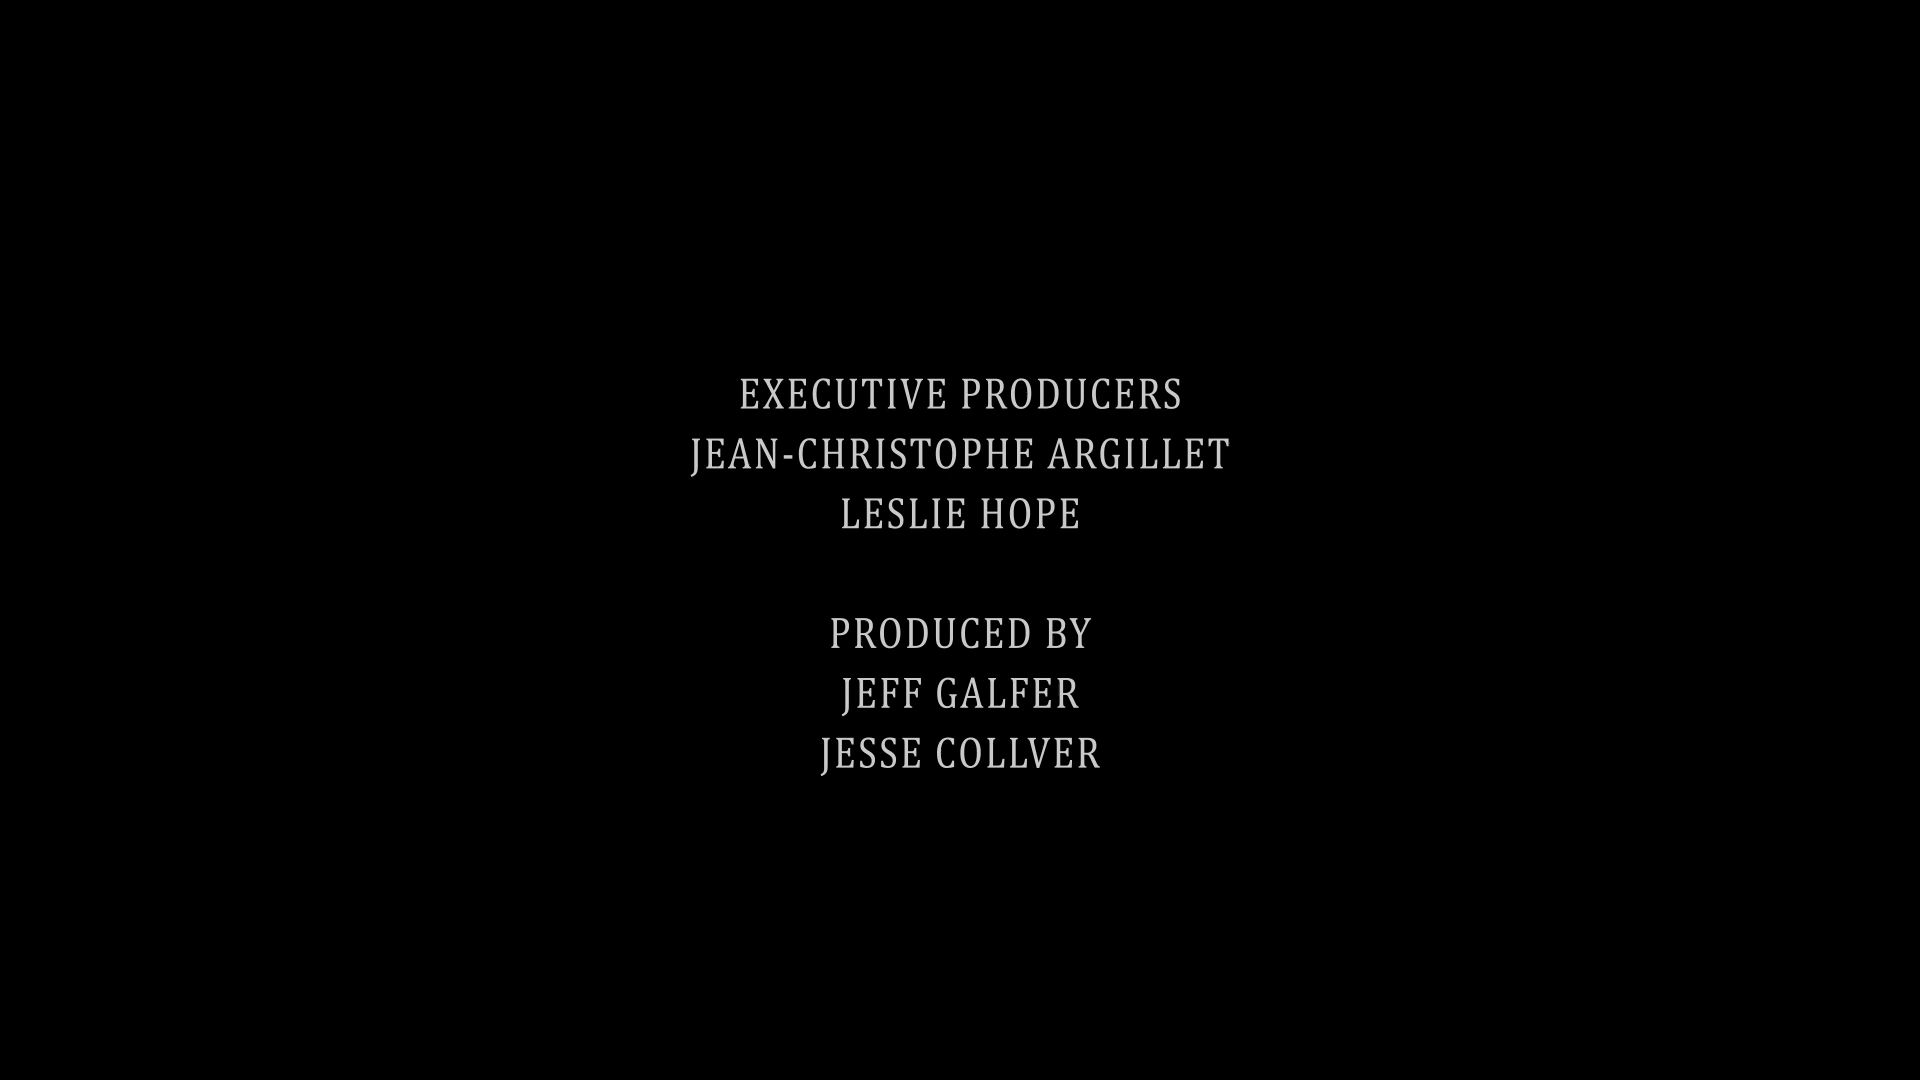 EXECUTIVE PRODUCERS
JEAN-CHRISTOPHE ARGILLET
LESLIE HOPE
PRODUCED BY
JEFF GALFER
JESSE COLLVER